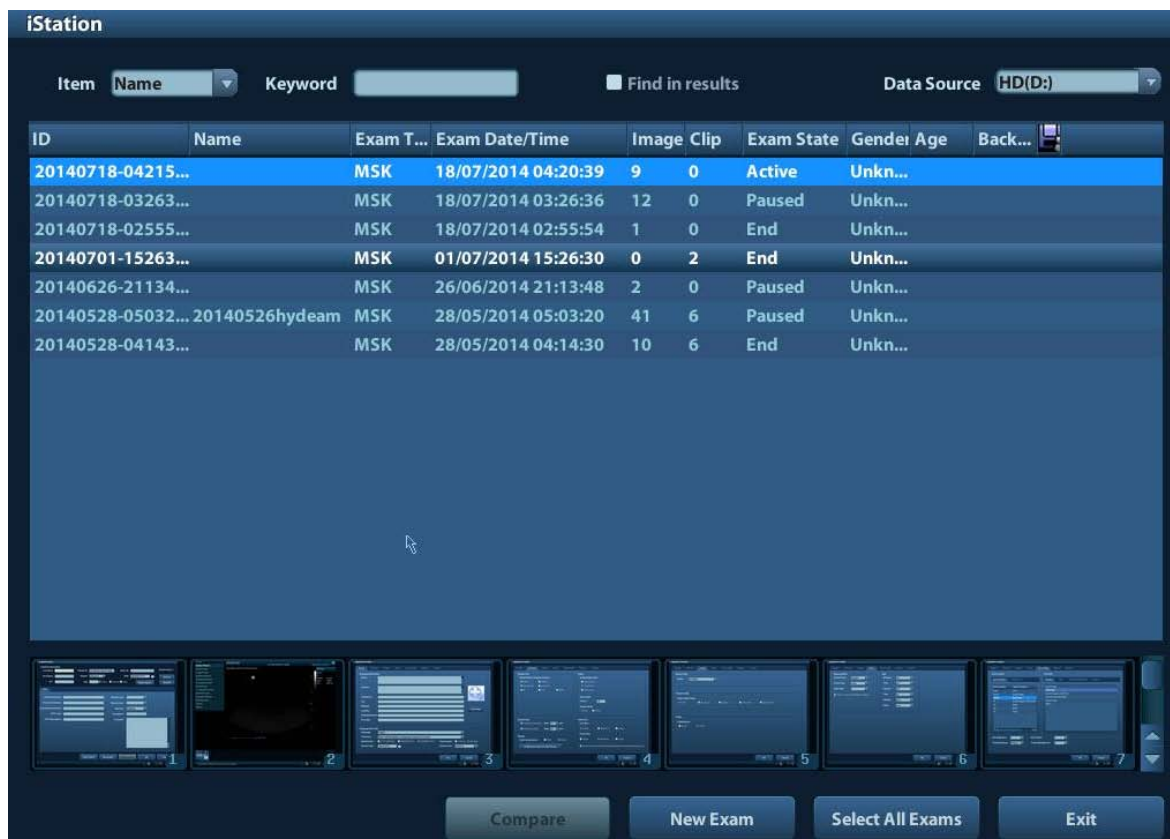 iStation
Item Name Keyword Find in results Data Source HD(D:)
ID Name Exam T... Exam Date/Time Image Clip Exam State Gender Age Back...
20140718-04215... MSK 18/07/2014 04:20:39 9 0 Active Unkn...
20140718-03263... MSK 18/07/2014 03:26:36 12 0 Paused Unkn...
20140718-02555... MSK 18/07/2014 02:55:54 1 0 End Unkn...
20140701-15263... MSK 01/07/2014 15:26:30 0 2 End Unkn...
20140626-21134... MSK 26/06/2014 21:13:48 2 0 Paused Unkn...
20140528-05032... 20140526hydeam MSK 28/05/2014 05:03:20 41 6 Paused Unkn...
20140528-04143... MSK 28/05/2014 04:14:30 10 6 End Unkn...
1 2 3 4 5 6 7
Compare New Exam Select All Exams Exit